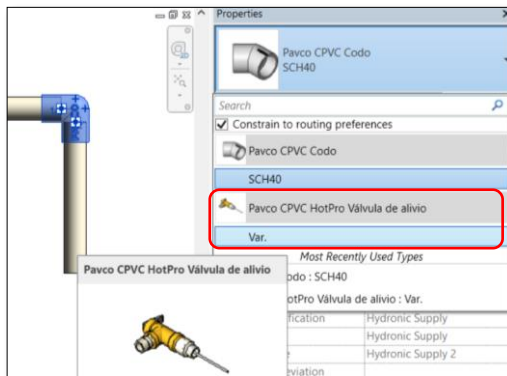 Properties
Pavco CPVC Codo
SCH40
Search
Constrain to routing preferences
Pavco CPVC Codo
SCH40
Pavco CPVC HotPro Válvula de alivio
Var.
Most Recently Used Types
odo : SCH40
otPro Válvula de alivio : Var.
Pavco CPVC HotPro Válvula de alivio
fication Hydronic Supply
Hydronic Supply
Hydronic Supply 2
eviation